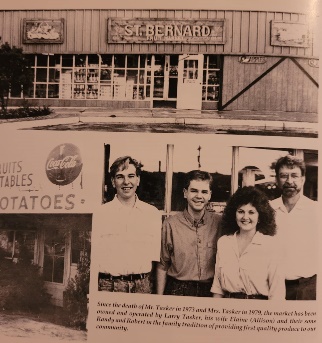 ST. BERNARD
UITS
TABLES
Coca-Cola
OTATOES
Since the death of Mr. Tasker in 1973 and Mrs. Tasker in 1979, the market has been
owned and operated by Larry Tasker, his wife Elaine (Allison) and their sons
Randy and Robert in the family tradition of providing first quality produce to our
community.